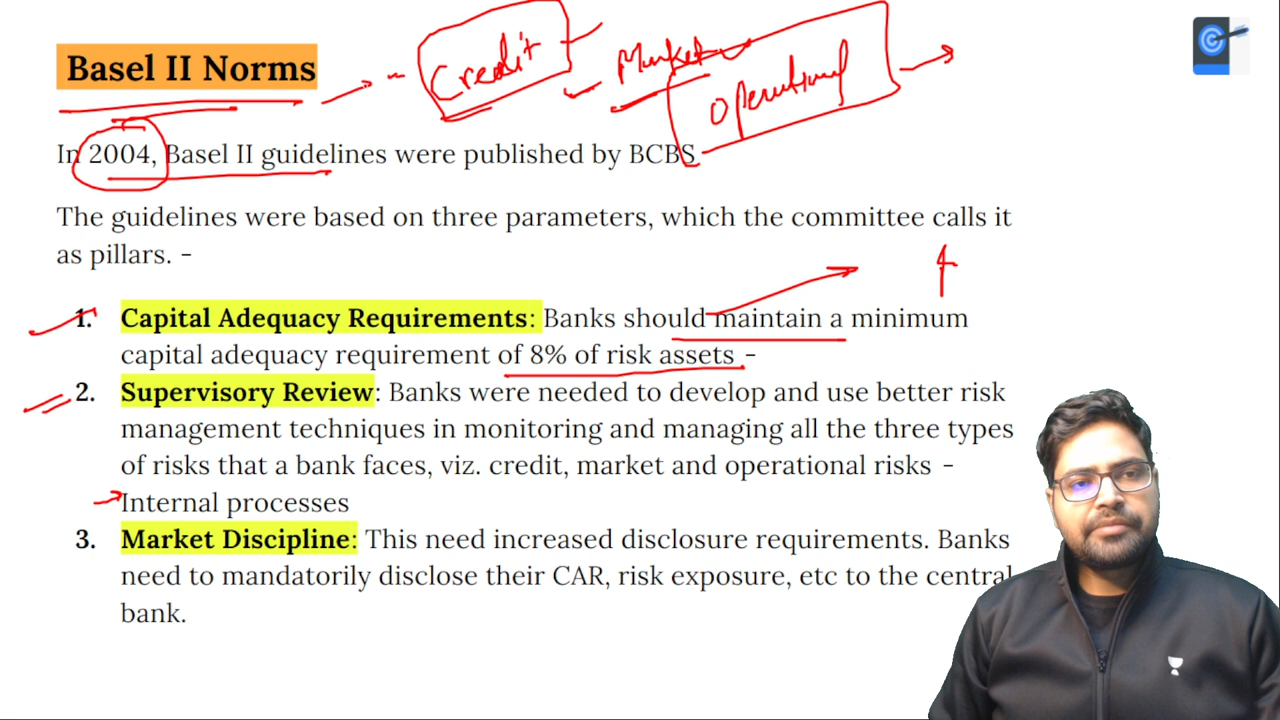 Basel II Norms
Credit
Market
Operational
In 2004, Basel II guidelines were published by BCBS
The guidelines were based on three parameters, which the committee calls it
as pillars. -
1. Capital Adequacy Requirements: Banks should maintain a minimum
capital adequacy requirement of 8% of risk assets -
2. Supervisory Review: Banks were needed to develop and use better risk
management techniques in monitoring and managing all the three types
of risks that a bank faces, viz. credit, market and operational risks -
Internal processes
3. Market Discipline: This need increased disclosure requirements. Banks
need to mandatorily disclose their CAR, risk exposure, etc to the central
bank.